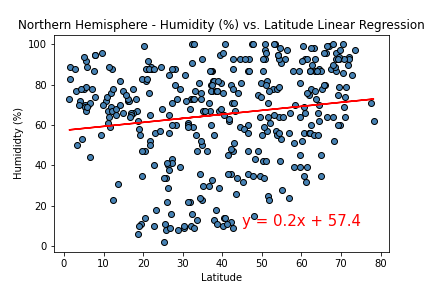 Northern Hemisphere - Humidity (%) vs. Latitude Linear Regression
100
80
60
40
20
0
Humididty (%)
y = 0.2x + 57.4
0 10 20 30 40 50 60 70 80
Latitude